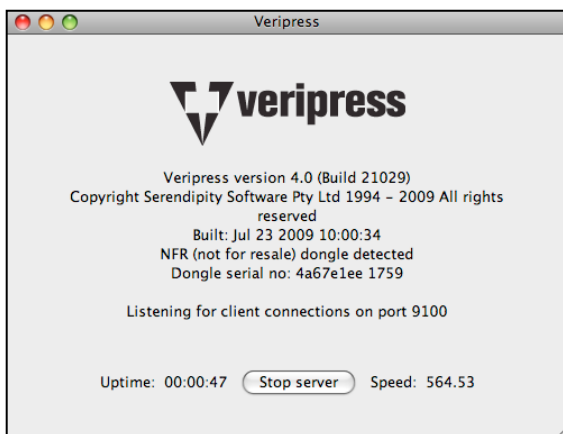 Veripress
veripress
Veripress version 4.0 (Build 21029)
Copyright Serendipity Software Pty Ltd 1994 – 2009 All rights
reserved
Built: Jul 23 2009 10:00:34
NFR (not for resale) dongle detected
Dongle serial no: 4a67e1ee 1759
Listening for client connections on port 9100
Uptime: 00:00:47 Stop server Speed: 564.53